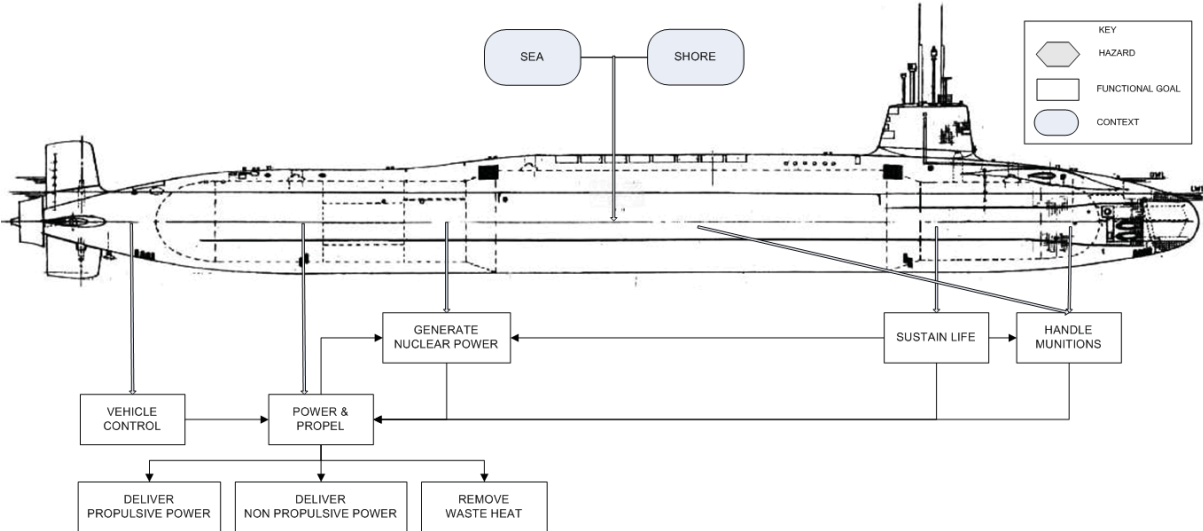 SEA
SHORE
KEY
HAZARD
FUNCTIONAL GOAL
CONTEXT
GENERATE
NUCLEAR POWER
SUSTAIN LIFE
HANDLE
MUNITIONS
VEHICLE
CONTROL
POWER &
PROPEL
DELIVER
PROPULSIVE POWER
DELIVER
NON PROPULSIVE POWER
REMOVE
WASTE HEAT